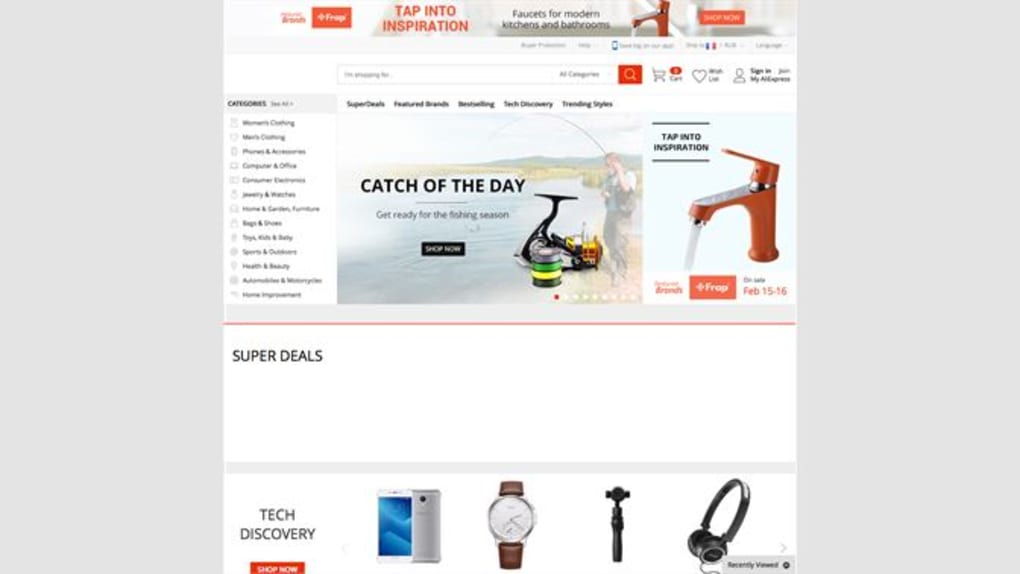 Featured
Brands
Frap
TAP INTO
INSPIRATION
Faucets for modern
kitchens and bathrooms
SHOP NOW
Buyer Protection
Help
Save big on our app!
Ship to
/ RUB
Language
I'm shopping for...
All Categories
0
Cart
Wish
List
Sign in Join
My AliExpress
CATEGORIES See All >
SuperDeals
Featured Brands
Bestselling
Tech Discovery
Trending Styles
Women's Clothing
Men's Clothing
Phones & Accessories
Computer & Office
Consumer Electronics
Jewelry & Watches
Home & Garden, Furniture
Bags & Shoes
Toys, Kids & Baby
Sports & Outdoors
Health & Beauty
Automobiles & Motorcycles
Home Improvement
CATCH OF THE DAY
Get ready for the fishing season
SHOP NOW
TAP INTO
INSPIRATION
Featured
Brands
Frap
On sale
Feb 15-16
SUPER DEALS
TECH
DISCOVERY
SHOP NOW
Recently Viewed